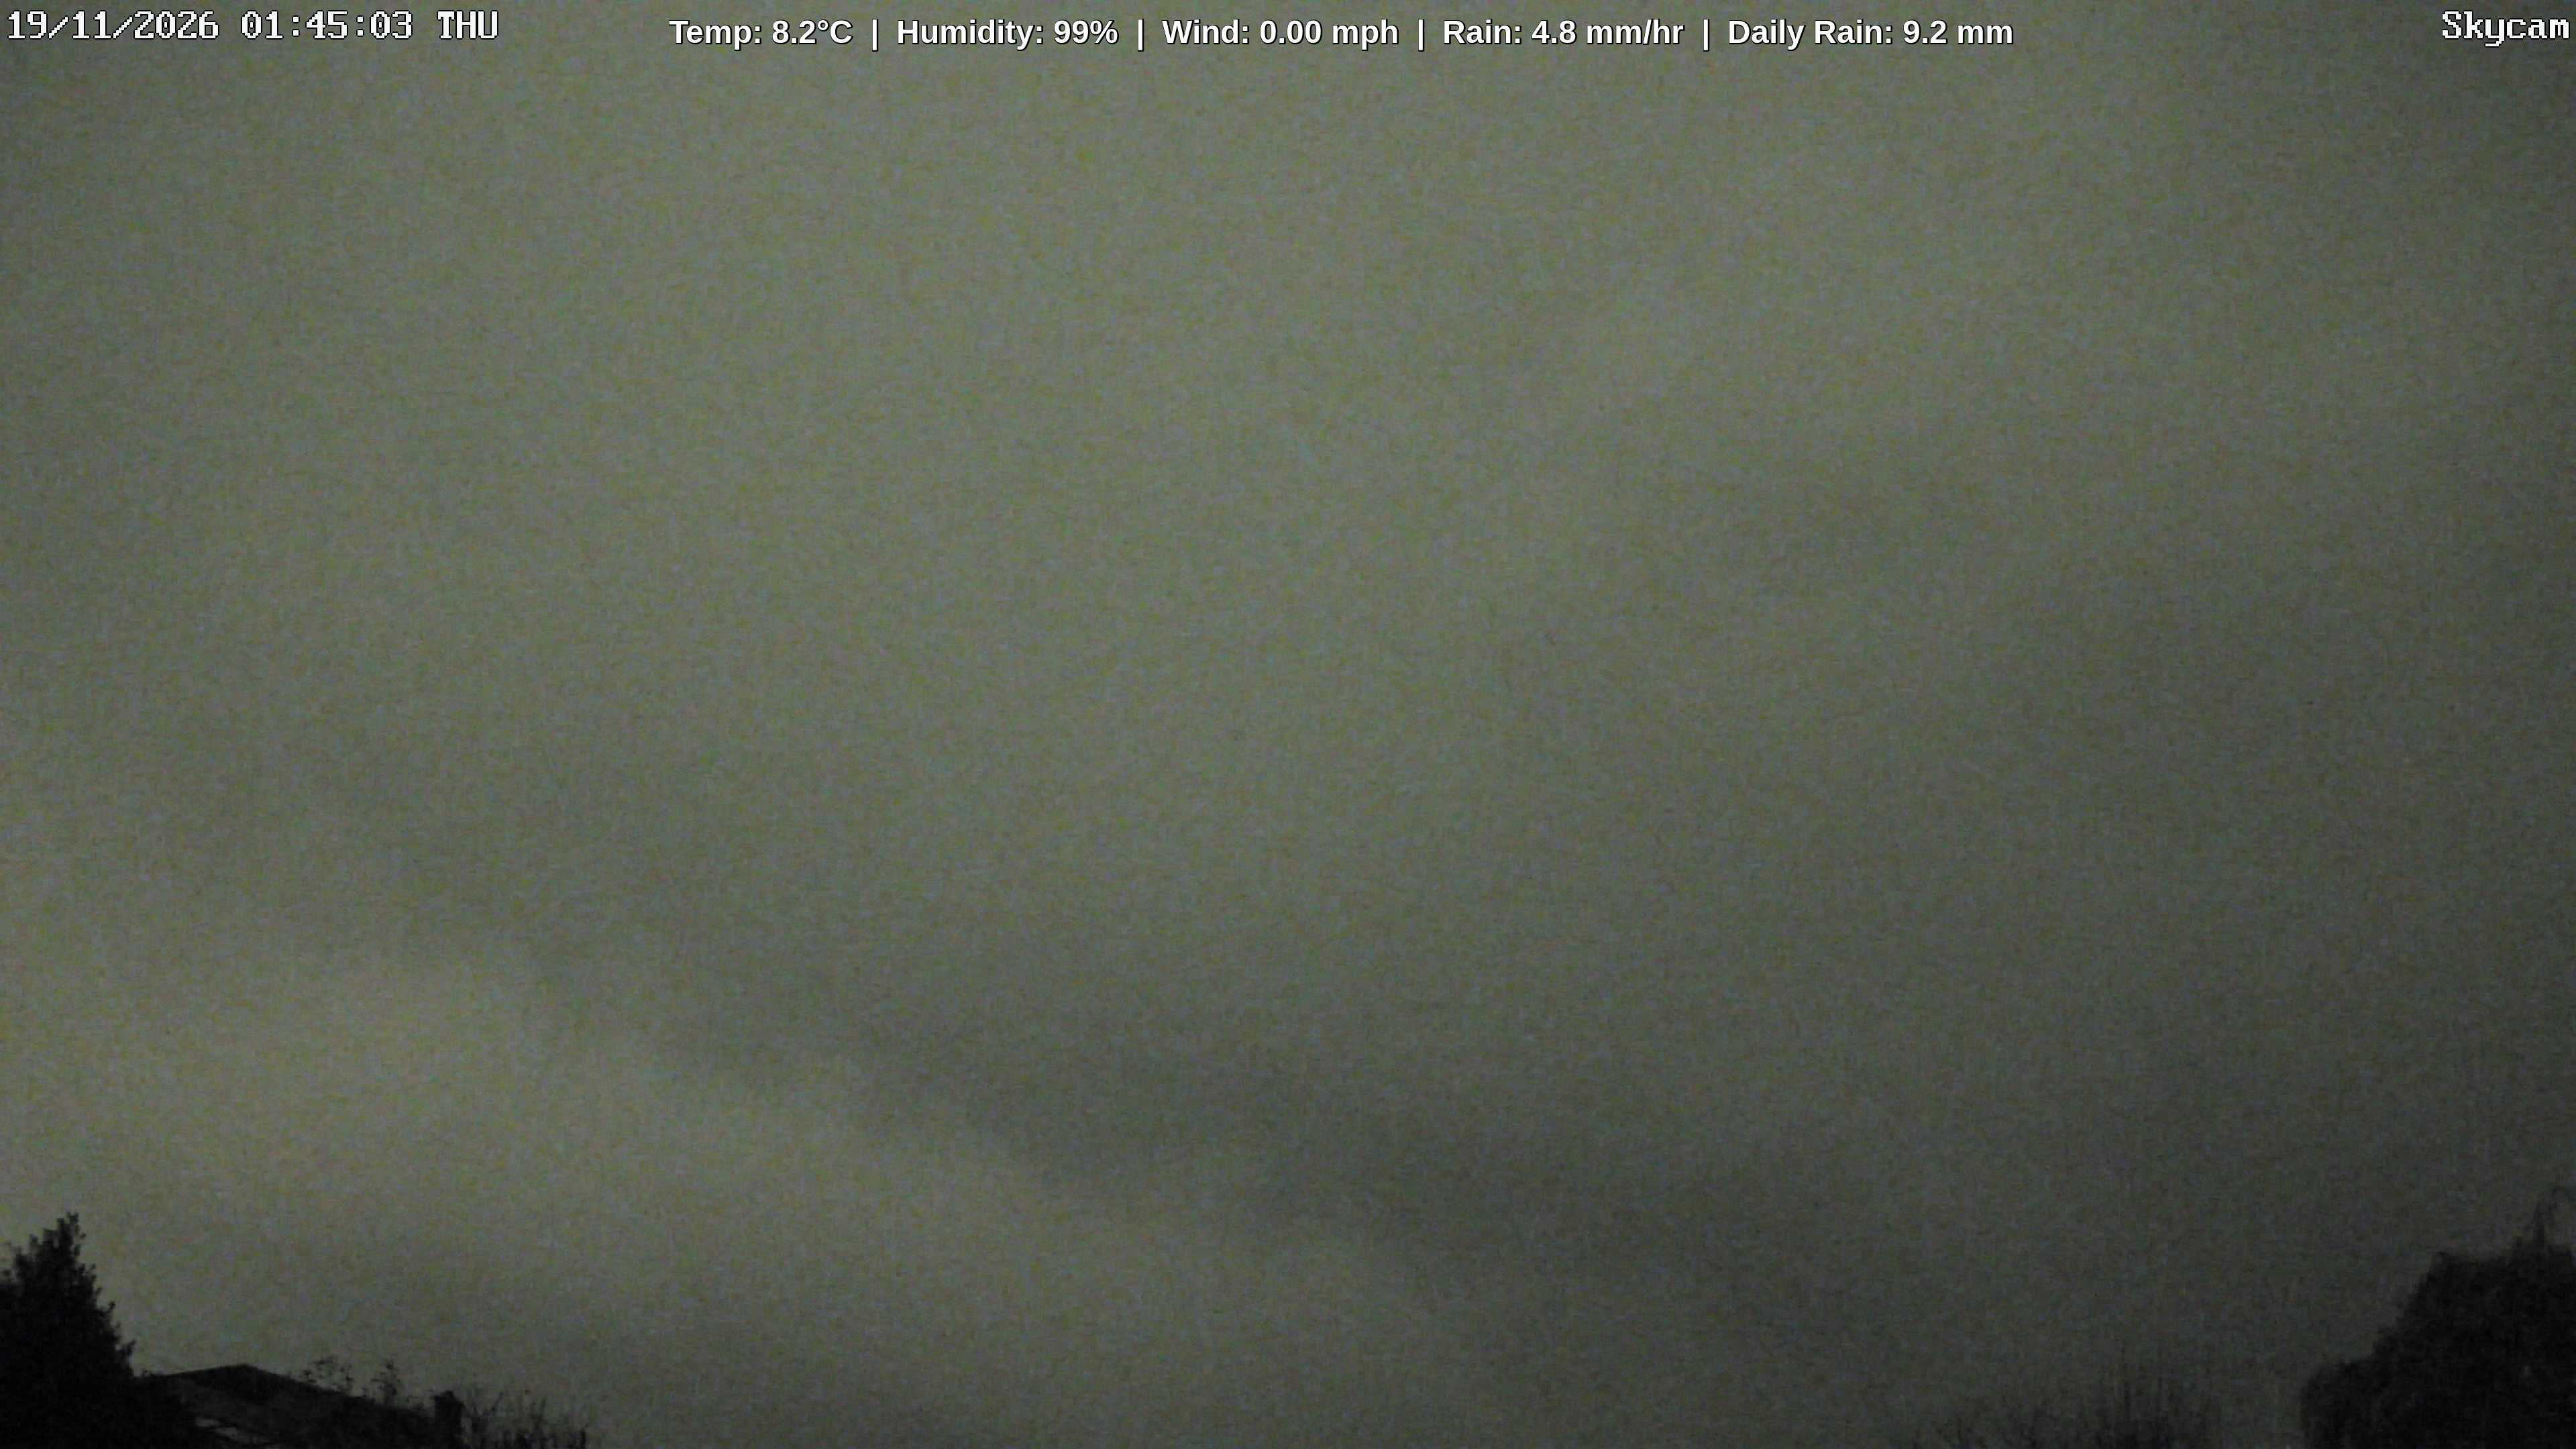 19/11/2026 01:45:03 THU
Temp: 8.2°C | Humidity: 99% | Wind: 0.00 mph | Rain: 4.8 mm/hr | Daily Rain: 9.2 mm
Skycam